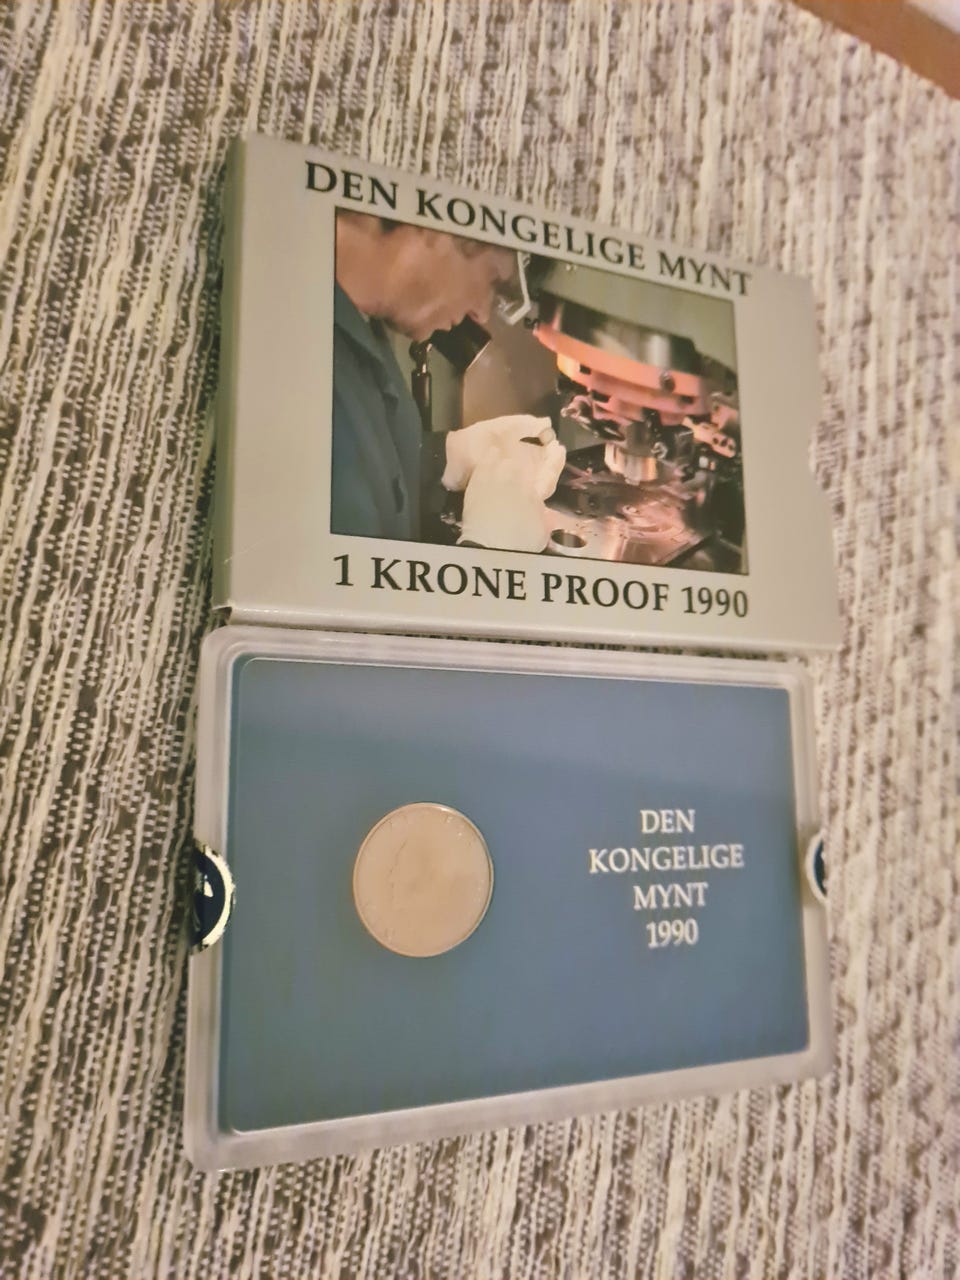 DEN KONGELIGE MYNT
1 KRONE PROOF 1990
DEN
KONGELIGE
MYNT
1990